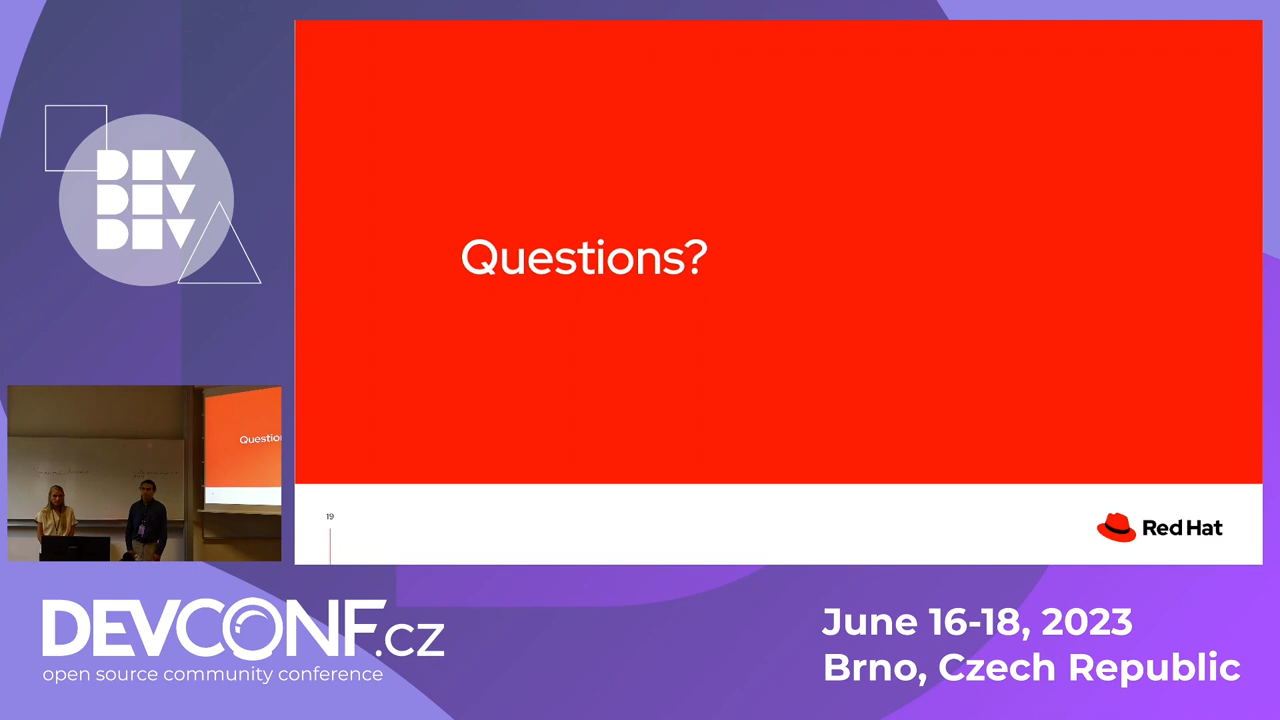 DEV
DEV
DEV
Questions?
Questio
19
Red Hat
DEVCONF.cz
open source community conference
June 16-18, 2023
Brno, Czech Republic